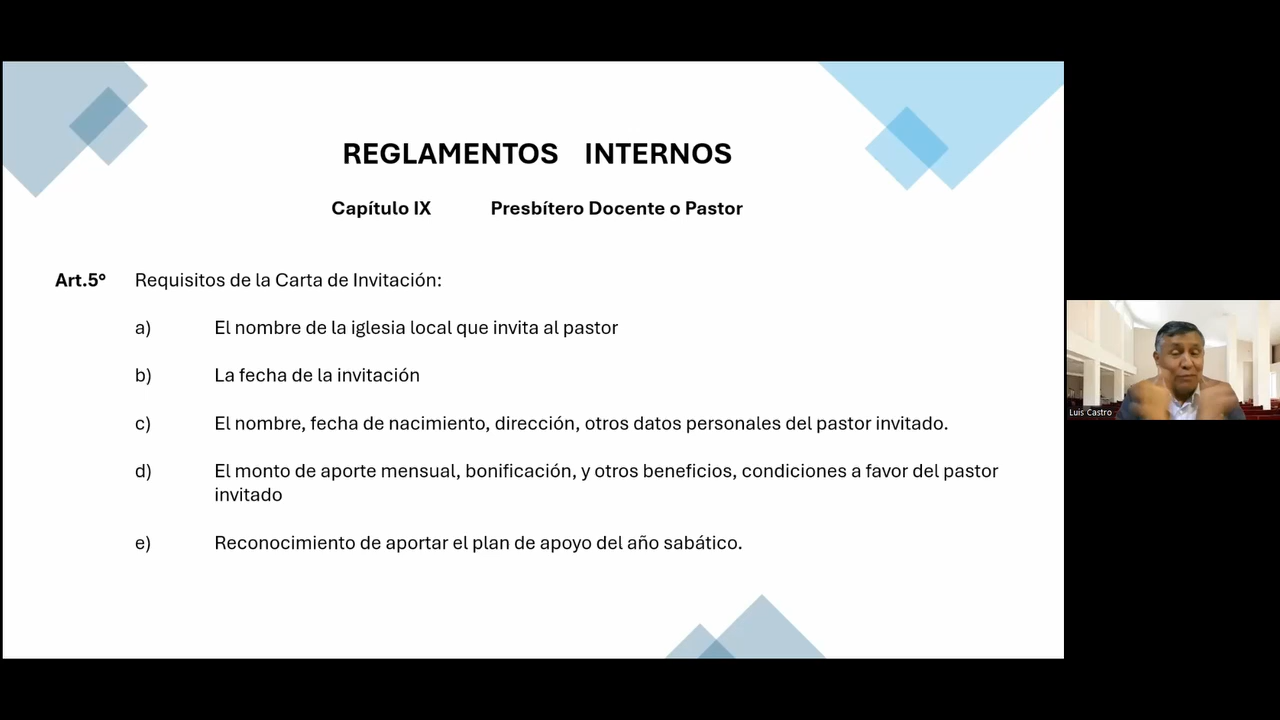 REGLAMENTOS INTERNOS
Capítulo IX Presbítero Docente o Pastor
Art.5° Requisitos de la Carta de Invitación:
a) El nombre de la iglesia local que invita al pastor
b) La fecha de la invitación
c) El nombre, fecha de nacimiento, dirección, otros datos personales del pastor invitado.
d) El monto de aporte mensual, bonificación, y otros beneficios, condiciones a favor del pastor
invitado
e) Reconocimiento de aportar el plan de apoyo del año sabático.
Luis Castro